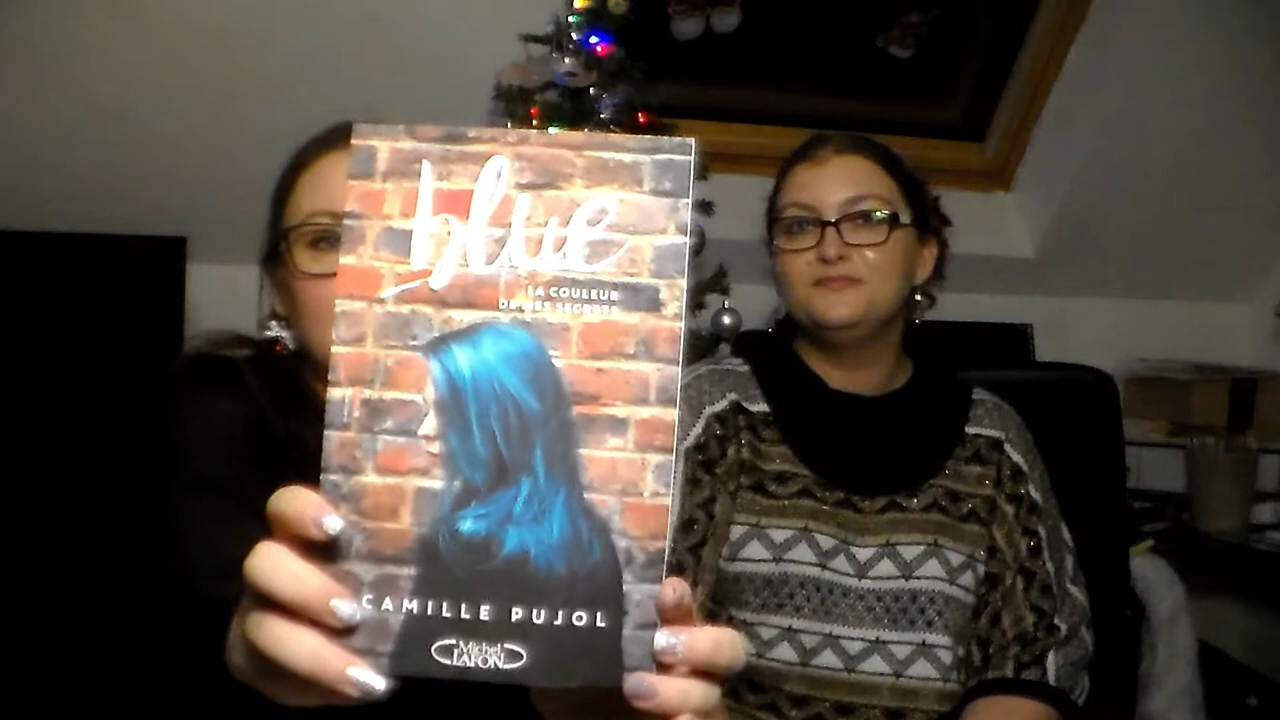 blue
LA COULEUR
DE MES SECRETS
CAMILLE PUJOL
Michel
LAFON